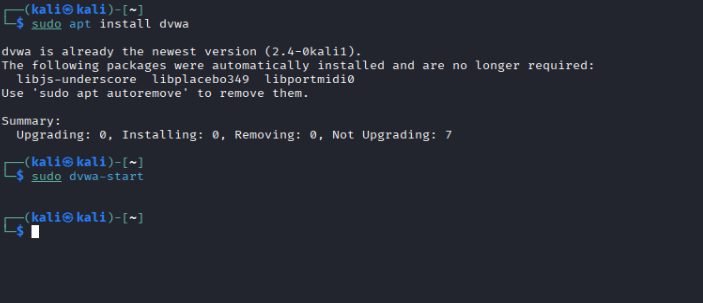 ┌──(kali㉿kali)-[~]
└─$ sudo apt install dvwa
dvwa is already the newest version (2.4-0kali1).
The following packages were automatically installed and are no longer required:
  libjs-underscore  libplacebo349  libportmidi0
Use 'sudo apt autoremove' to remove them.
Summary:
  Upgrading: 0, Installing: 0, Removing: 0, Not Upgrading: 7
┌──(kali㉿kali)-[~]
└─$ sudo dvwa-start
┌──(kali㉿kali)-[~]
└─$